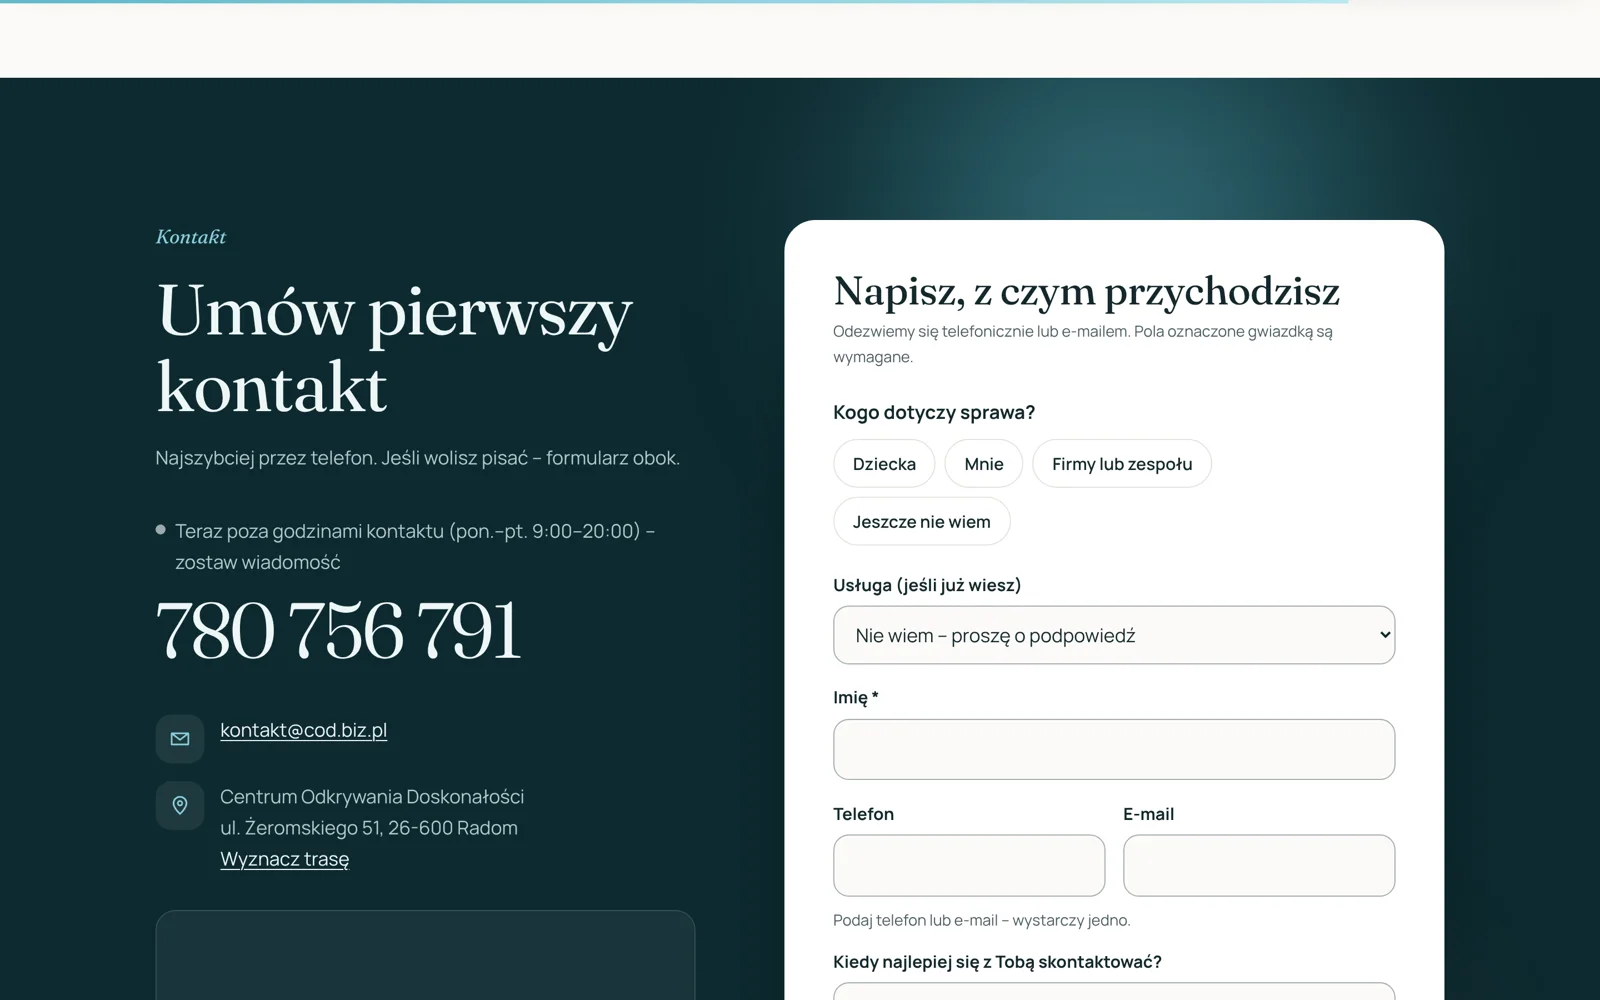 Kontakt
Umów pierwszy
kontakt
Najszybciej przez telefon. Jeśli wolisz pisać – formularz obok.
Teraz poza godzinami kontaktu (pon.–pt. 9:00–20:00) –
zostaw wiadomość
780 756 791
kontakt@cod.biz.pl
Centrum Odkrywania Doskonałości
ul. Żeromskiego 51, 26-600 Radom
Wyznacz trasę
Napisz, z czym przychodzisz
Odezwiemy się telefonicznie lub e-mailem. Pola oznaczone gwiazdką są
wymagane.
Kogo dotyczy sprawa?
Dziecka
Mnie
Firmy lub zespołu
Jeszcze nie wiem
Usługa (jeśli już wiesz)
Nie wiem – proszę o podpowiedź
Imię *
Telefon
E-mail
Podaj telefon lub e-mail – wystarczy jedno.
Kiedy najlepiej się z Tobą skontaktować?